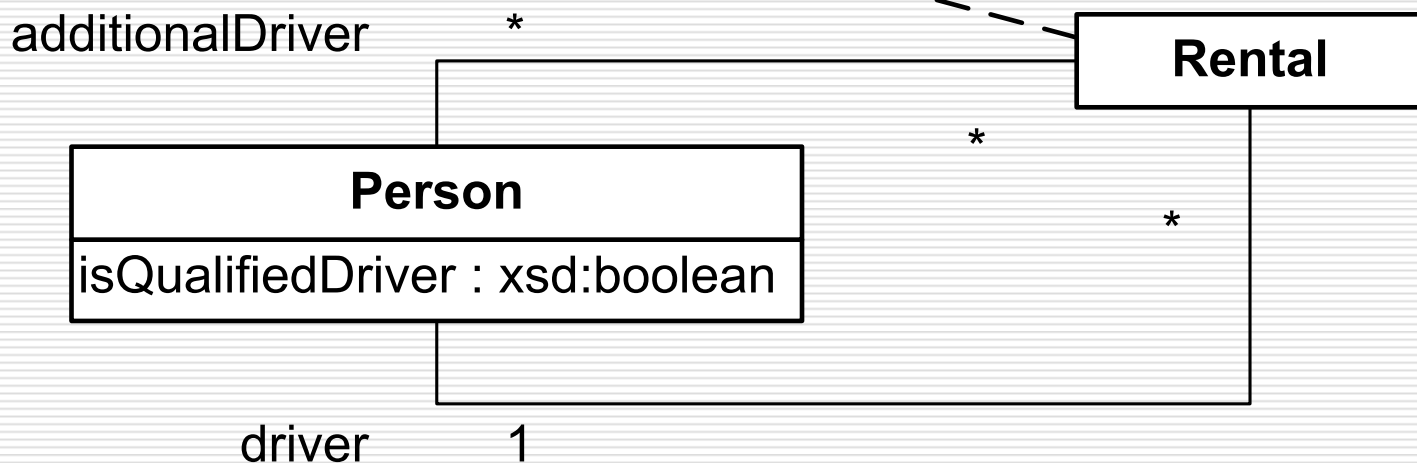 additionalDriver *
Rental
*
Person
*
isQualifiedDriver : xsd:boolean
driver 1